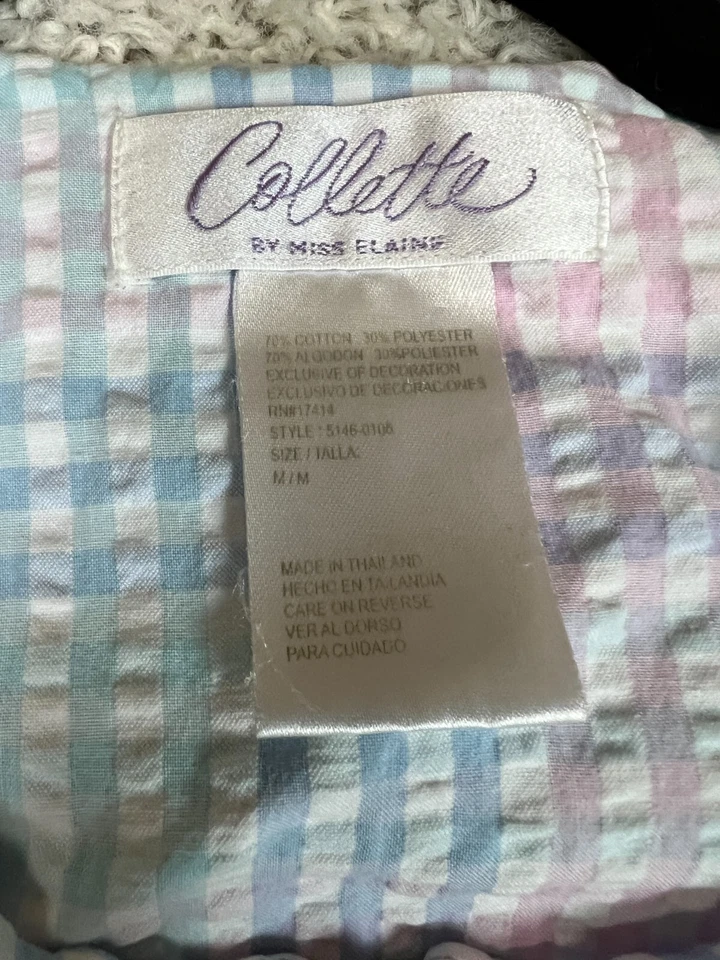 Collette
BY MISS ELAINE
70% COTTON 30% POLYESTER
70% ALGODON 30%POLIESTER
EXCLUSIVE OF DECORATION
EXCLUSIVO DE DECORACIONES
RN#17414
STYLE : 5146-0106
SIZE / TALLA:
M / M
MADE IN THAILAND
HECHO EN TAILANDIA
CARE ON REVERSE
VER AL DORSO
PARA CUIDADO